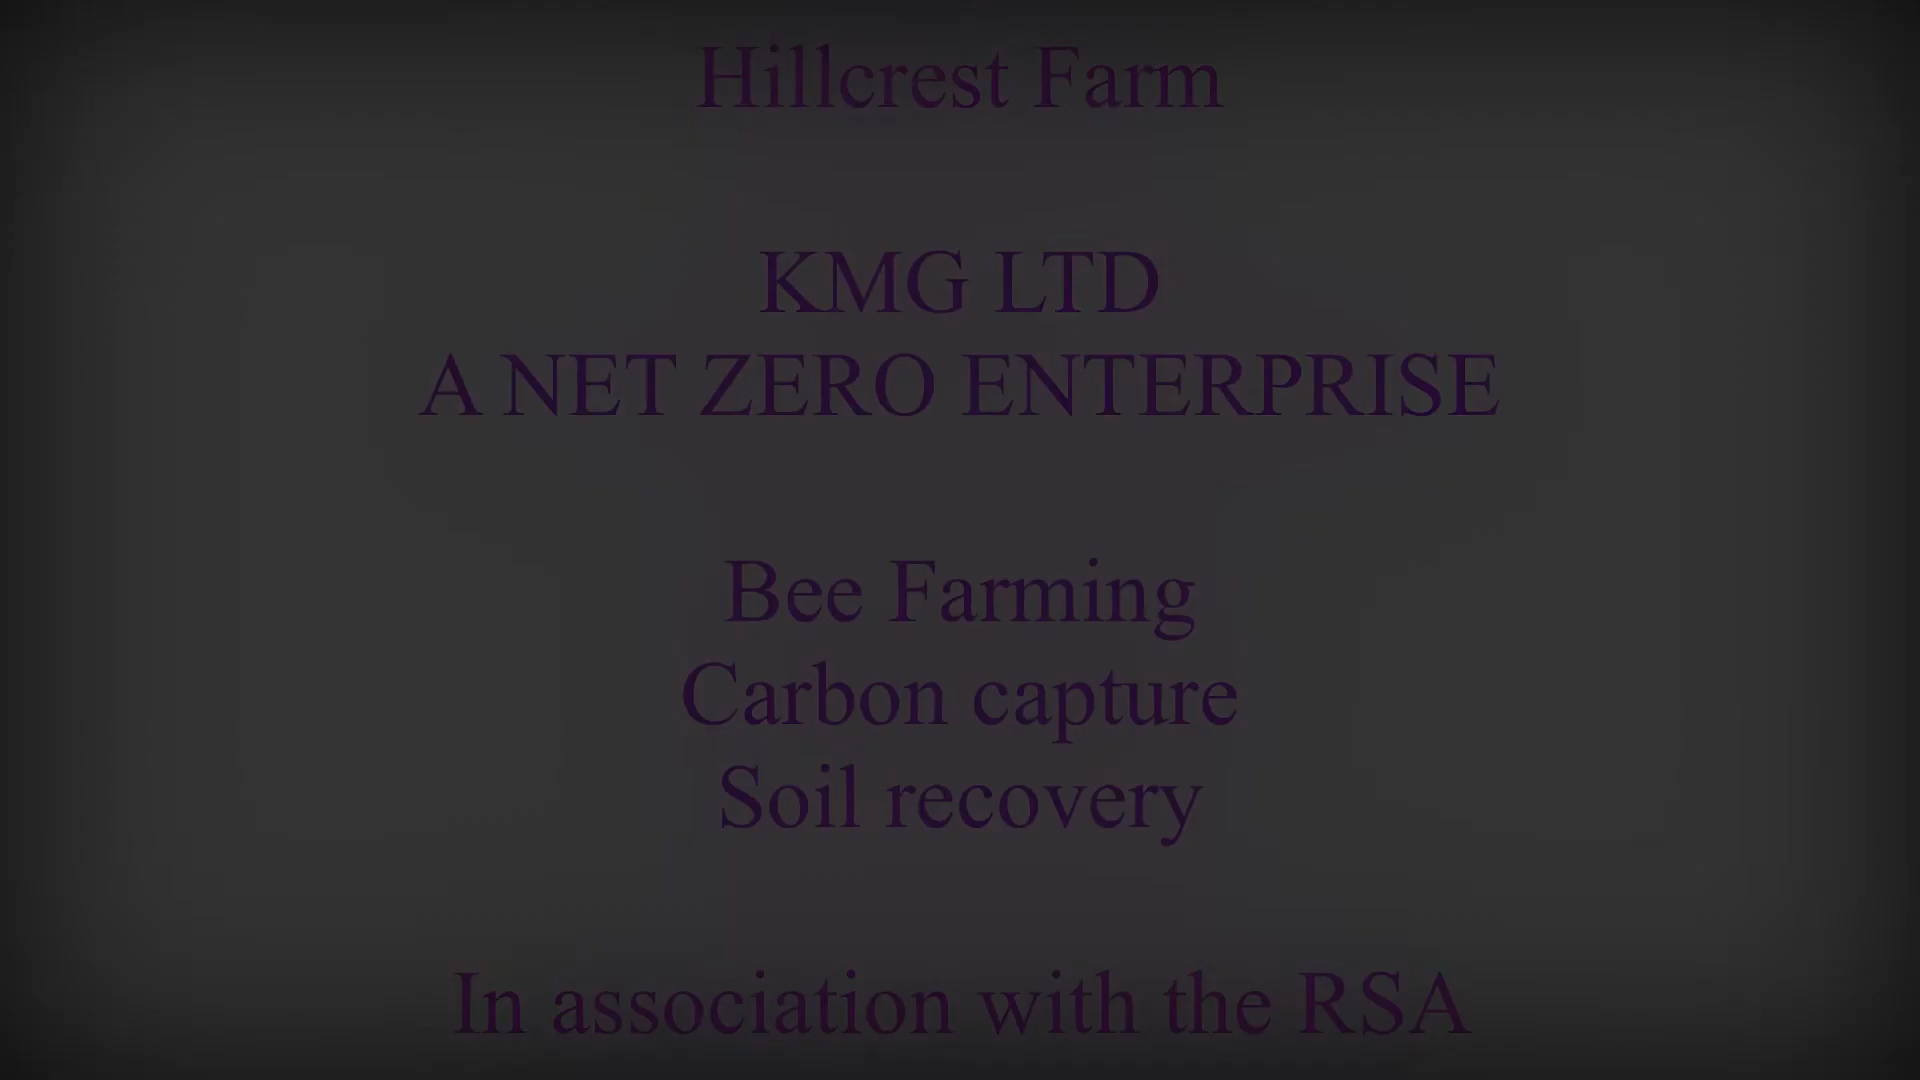 Hillcrest Farm
KMG LTD
A NET ZERO ENTERPRISE
Bee Farming
Carbon capture
Soil recovery
In association with the RSA